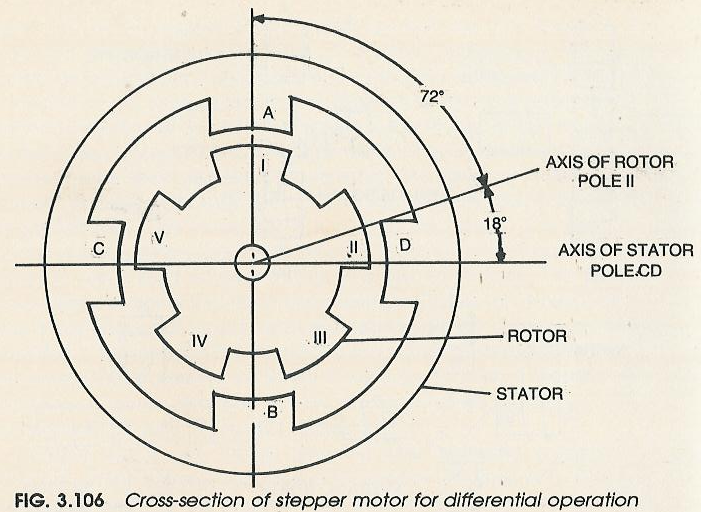 72°
A
I
AXIS OF ROTOR
POLE II
18°
C
V
II
D
AXIS OF STATOR
POLE.CD
IV
III
ROTOR
STATOR
B
FIG. 3.106 Cross-section of stepper motor for differential operation